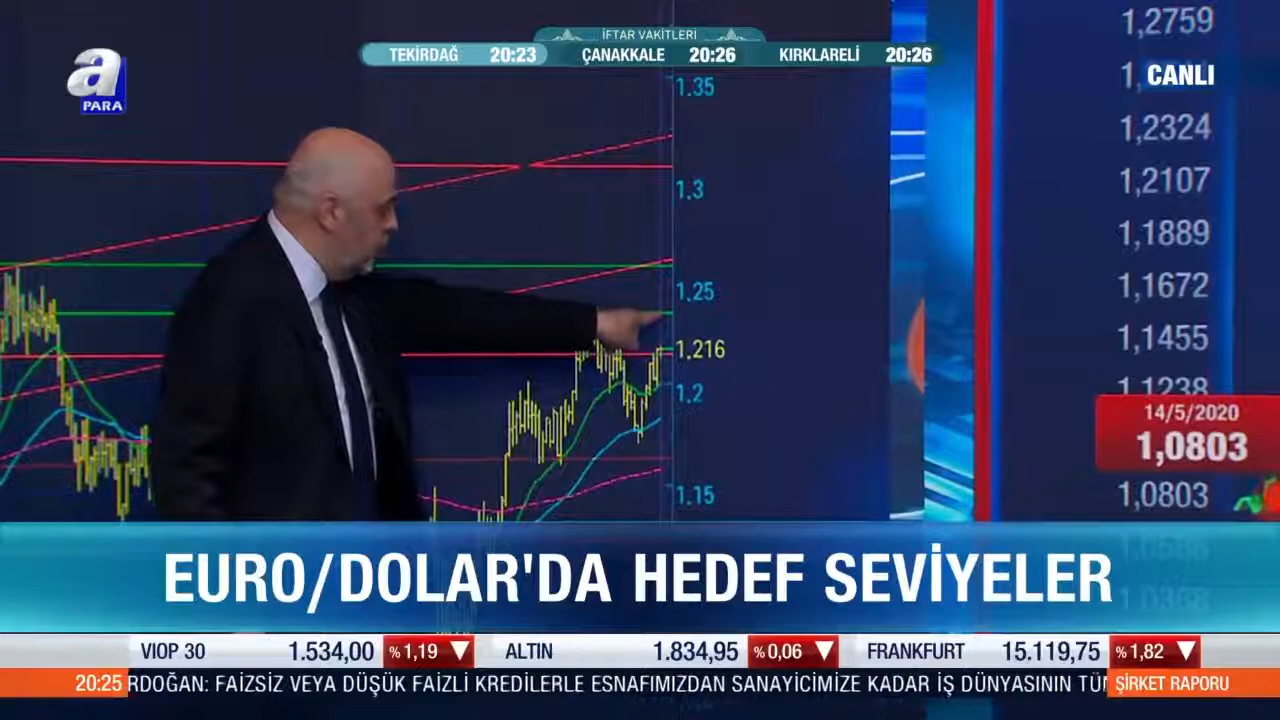 a
PARA
İFTAR VAKİTLERİ
TEKİRDAĞ 20:23 ÇANAKKALE 20:26 KIRKLARELİ 20:26
CANLI
1.35
1.3
1.25
1.216
1.2
1.15
1,2759
1,2324
1,2107
1,1889
1,1672
1,1455
1,1238
14/5/2020
1,0803
1,0803
EURO/DOLAR'DA HEDEF SEVİYELER
VIOP 30 1.534,00 %1,19 ALTIN 1.834,95 %0,06 FRANKFURT 15.119,75 %1,82
20:25 RDOĞAN: FAİZSİZ VEYA DÜŞÜK FAİZLİ KREDİLERLE ESNAFIMIZDAN SANAYİCİMİZE KADAR İŞ DÜNYASININ ŞİRKET RAPORU